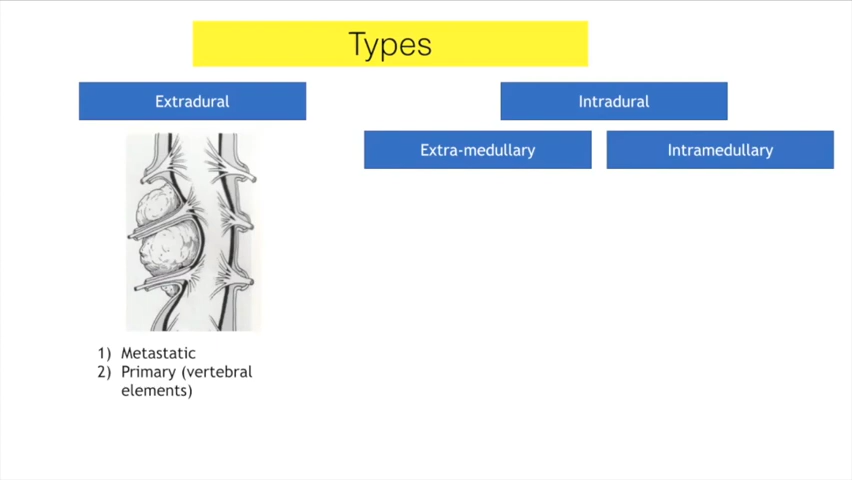 Types
Extradural
Intradural
Extra-medullary
Intramedullary
1) Metastatic
2) Primary (vertebral
elements)